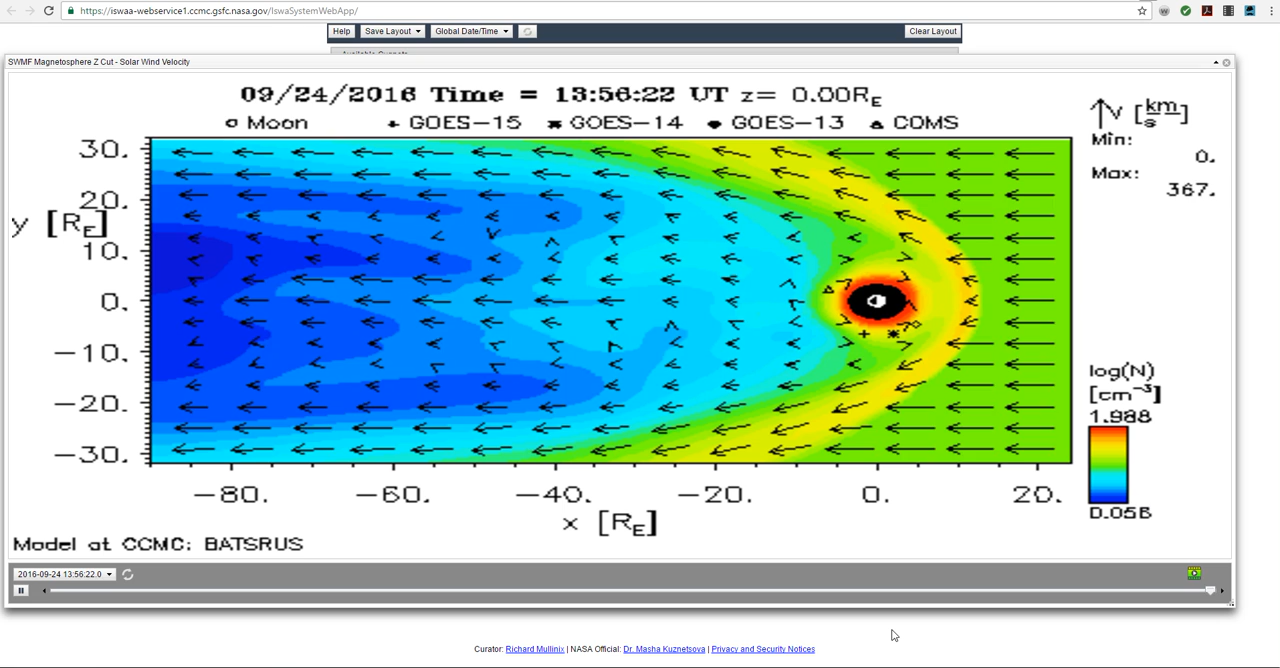 https://iswaa-webservice1.ccmc.gsfc.nasa.gov/IswaSystemWebApp/
Help Save Layout Global Date/Time Clear Layout
SWMF Magnetosphere Z Cut - Solar Wind Velocity
09/24/2016 Time = 13:56:22 UT z= 0.00RE
Moon GOES-15 GOES-14 GOES-13 COMS
V [km/s]
Min:
0.
Max:
367.
30.
20.
y [RE]
10.
0.
-10.
-20.
-30.
log(N)
[cm-3]
1.988
0.056
-80. -60. -40. -20. 0. 20.
x [RE]
Model at CCMC: BATSRUS
2016-09-24 13:56:22.0
Curator: Richard Mullinix | NASA Official: Dr. Masha Kuznetsova | Privacy and Security Notices